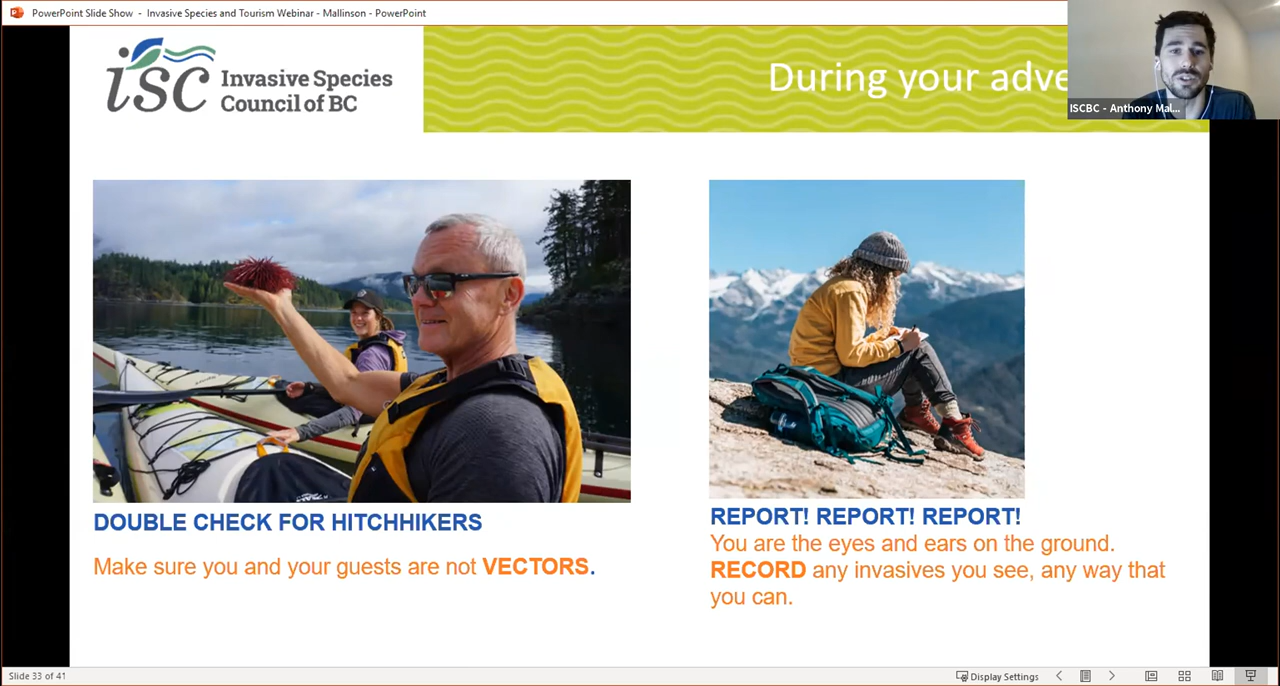 PowerPoint Slide Show - Invasive Species and Tourism Webinar - Mallinson - PowerPoint
isc Invasive Species
Council of BC
During your adve
ISCBC - Anthony Mal...
DOUBLE CHECK FOR HITCHHIKERS
Make sure you and your guests are not VECTORS.
REPORT! REPORT! REPORT!
You are the eyes and ears on the ground.
RECORD any invasives you see, any way that
you can.
Slide 33 of 41
Display Settings